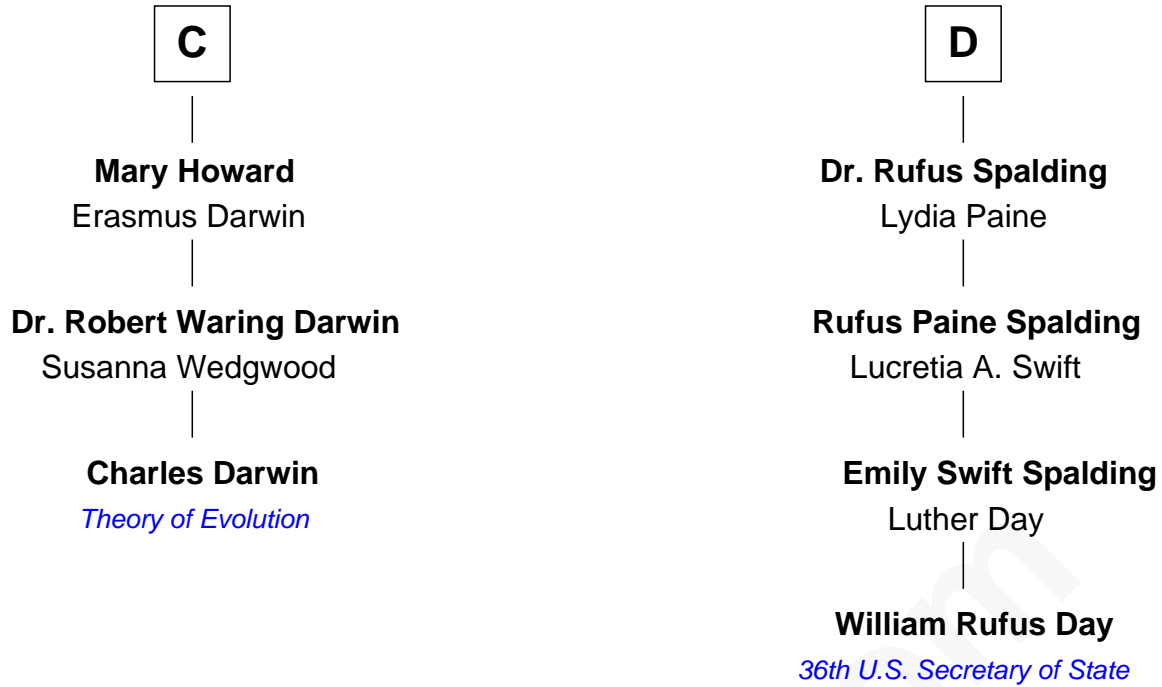 C
Mary Howard
Erasmus Darwin
Dr. Robert Waring Darwin
Susanna Wedgwood
Charles Darwin
Theory of Evolution
D
Dr. Rufus Spalding
Lydia Paine
Rufus Paine Spalding
Lucretia A. Swift
Emily Swift Spalding
Luther Day
William Rufus Day
36th U.S. Secretary of State